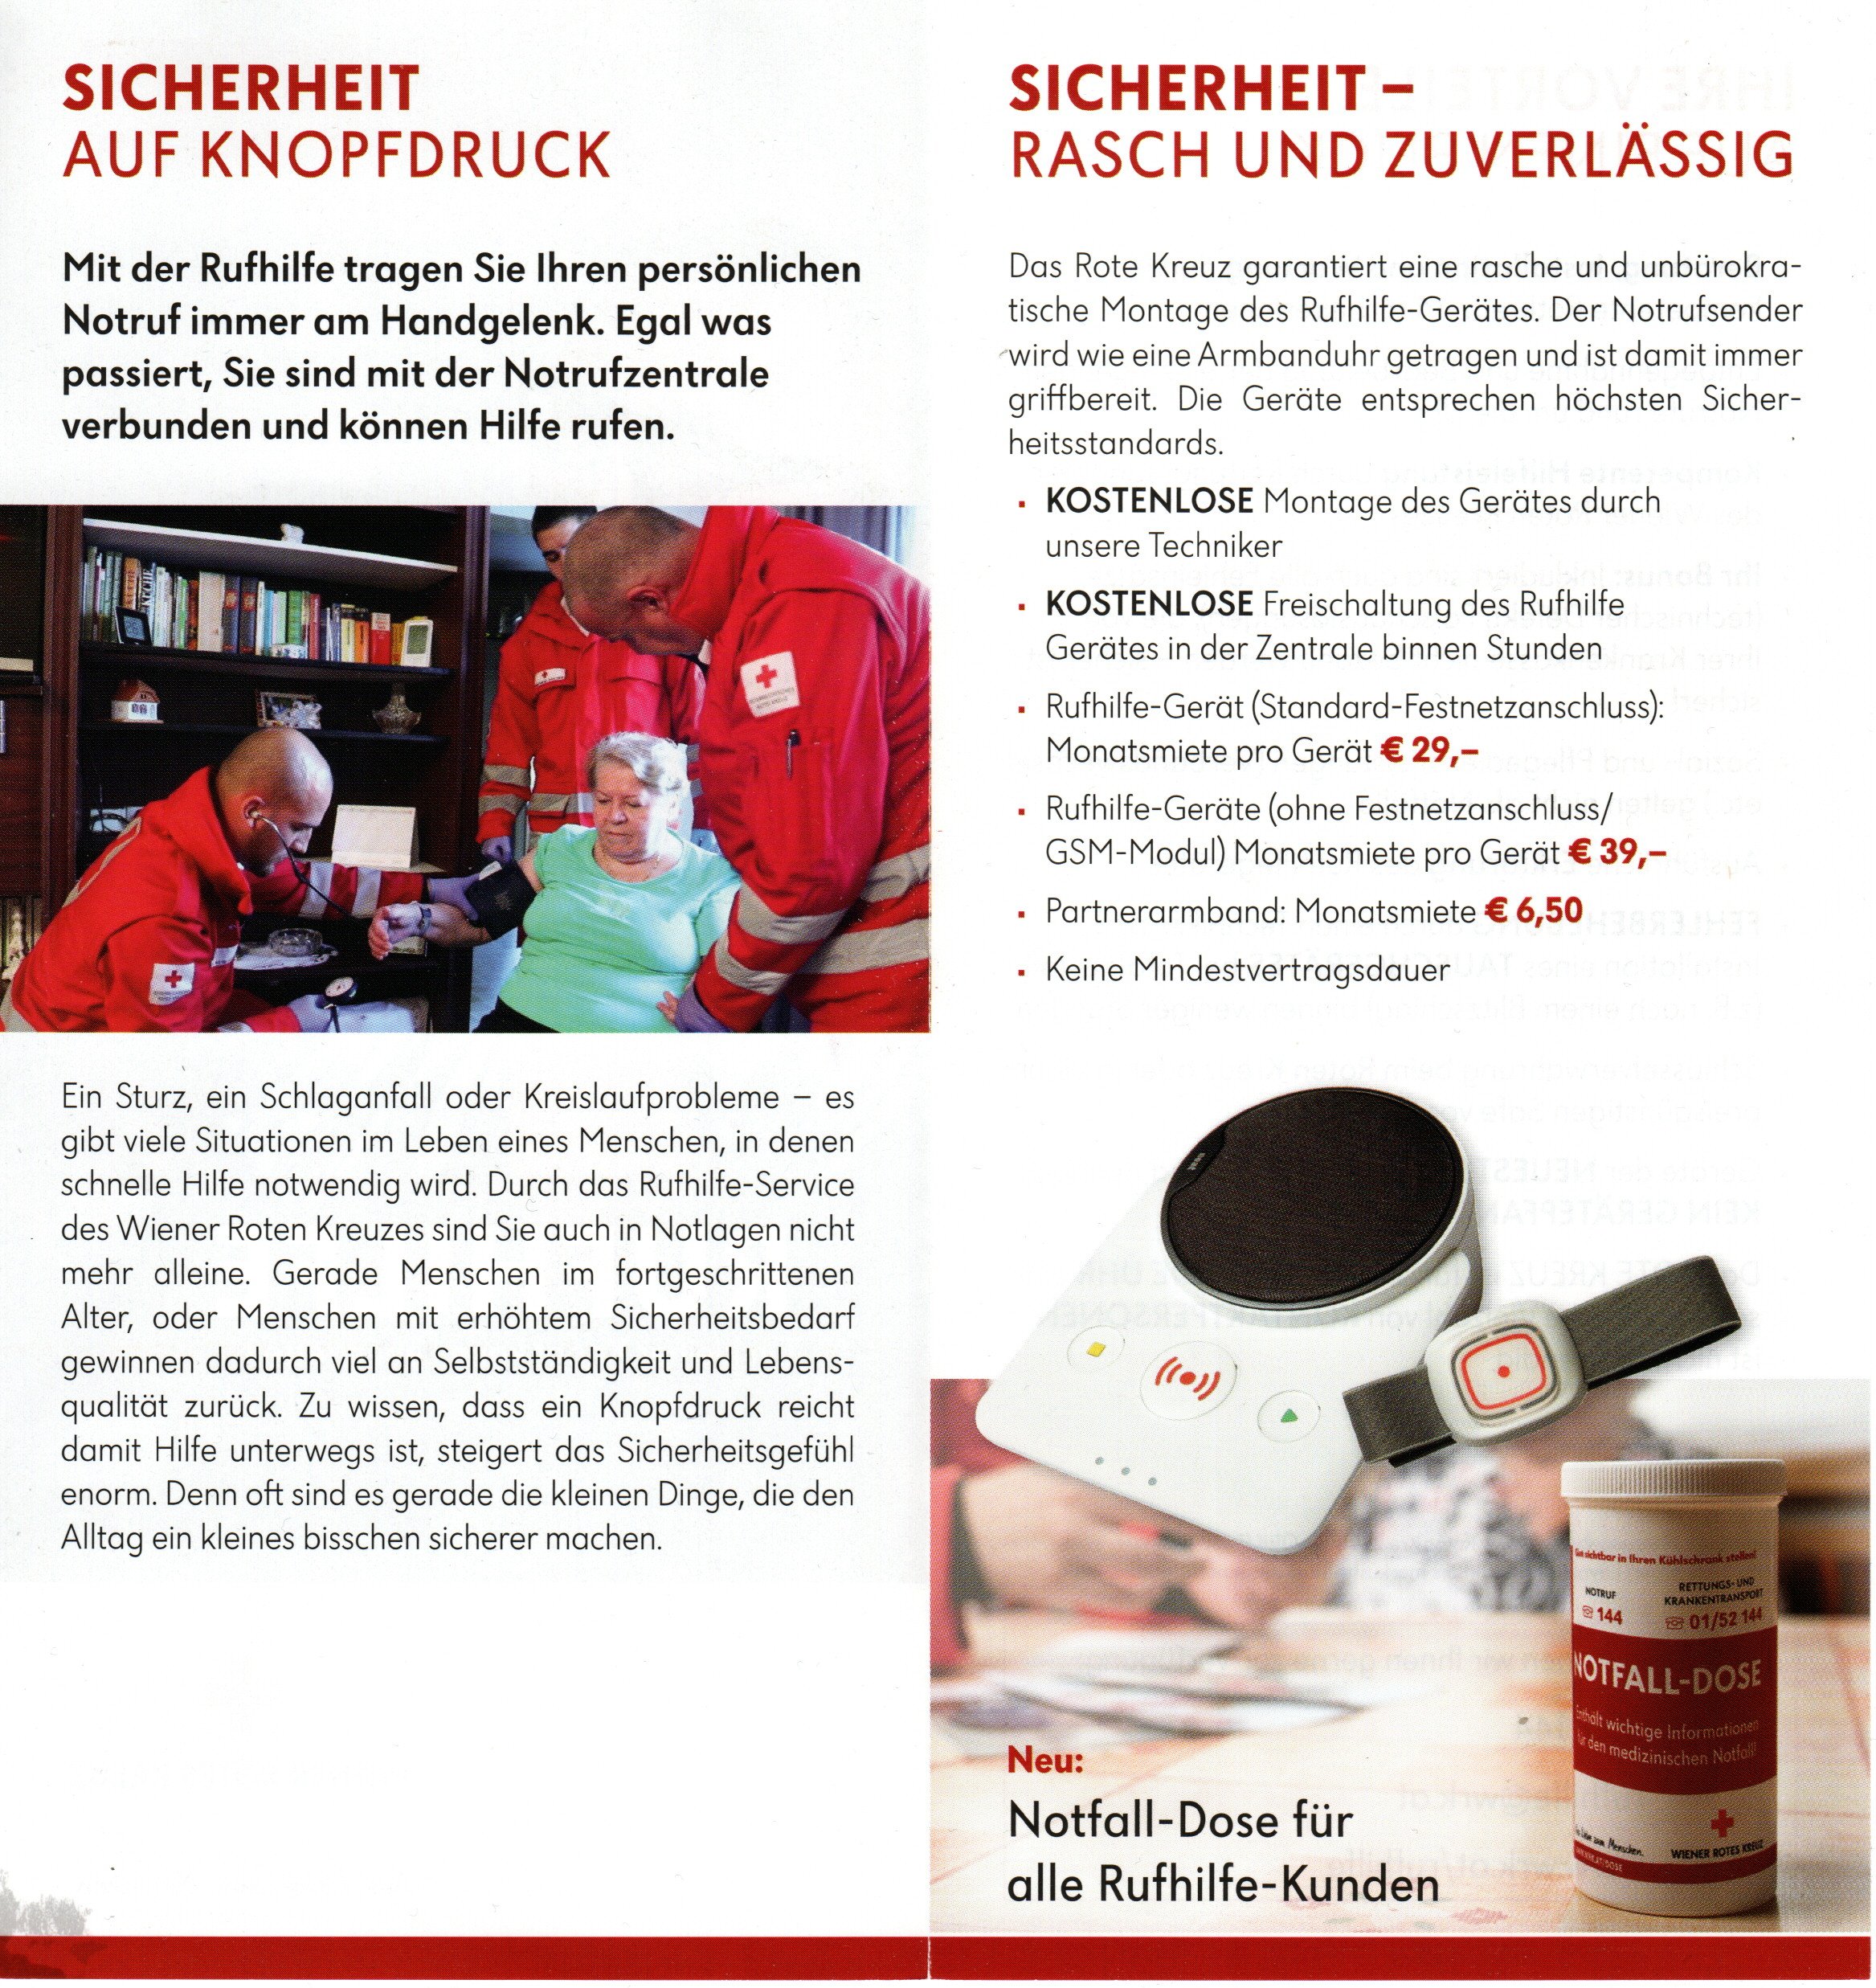 SICHERHEIT
AUF KNOPFDRUCK
Mit der Rufhilfe tragen Sie Ihren persönlichen
Notruf immer am Handgelenk. Egal was
passiert, Sie sind mit der Notrufzentrale
verbunden und können Hilfe rufen.
Ein Sturz, ein Schlaganfall oder Kreislaufprobleme – es
gibt viele Situationen im Leben eines Menschen, in denen
schnelle Hilfe notwendig wird. Durch das Rufhilfe-Service
des Wiener Roten Kreuzes sind Sie auch in Notlagen nicht
mehr alleine. Gerade Menschen im fortgeschrittenen
Alter, oder Menschen mit erhöhtem Sicherheitsbedarf
gewinnen dadurch viel an Selbstständigkeit und Lebens-
qualität zurück. Zu wissen, dass ein Knopfdruck reicht
damit Hilfe unterwegs ist, steigert das Sicherheitsgefühl
enorm. Denn oft sind es gerade die kleinen Dinge, die den
Alltag ein kleines bisschen sicherer machen.
SICHERHEIT –
RASCH UND ZUVERLÄSSIG
Das Rote Kreuz garantiert eine rasche und unbürokra-
tische Montage des Rufhilfe-Gerätes. Der Notrufsender
wird wie eine Armbanduhr getragen und ist damit immer
griffbereit. Die Geräte entsprechen höchsten Sicher-
heitsstandards.
▪ KOSTENLOSE Montage des Gerätes durch
unsere Techniker
▪ KOSTENLOSE Freischaltung des Rufhilfe
Gerätes in der Zentrale binnen Stunden
▪ Rufhilfe-Gerät (Standard-Festnetzanschluss):
Monatsmiete pro Gerät € 29,–
▪ Rufhilfe-Geräte (ohne Festnetzanschluss/
GSM-Modul) Monatsmiete pro Gerät € 39,–
▪ Partnerarmband: Monatsmiete € 6,50
▪ Keine Mindestvertragsdauer
Gut sichtbar in Ihren Kühlschrank stellen!
NOTRUF
144
RETTUNGS- UND
KRANKENTRANSPORT
01/52 144
NOTFALL-DOSE
Enthält wichtige Informationen
für den medizinischen Notfall!
WIENER ROTES KREUZ
Neu:
Notfall-Dose für
alle Rufhilfe-Kunden